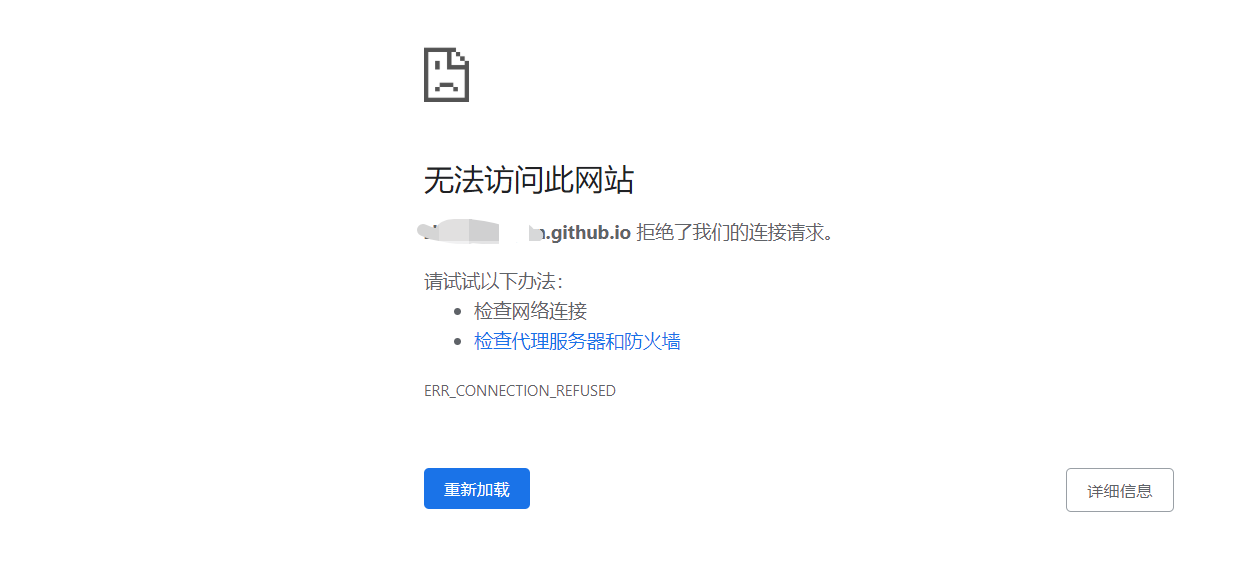 无法访问此网站
.github.io 拒绝了我们的连接请求。
请试试以下办法：
检查网络连接
检查代理服务器和防火墙
ERR_CONNECTION_REFUSED
重新加载
详细信息